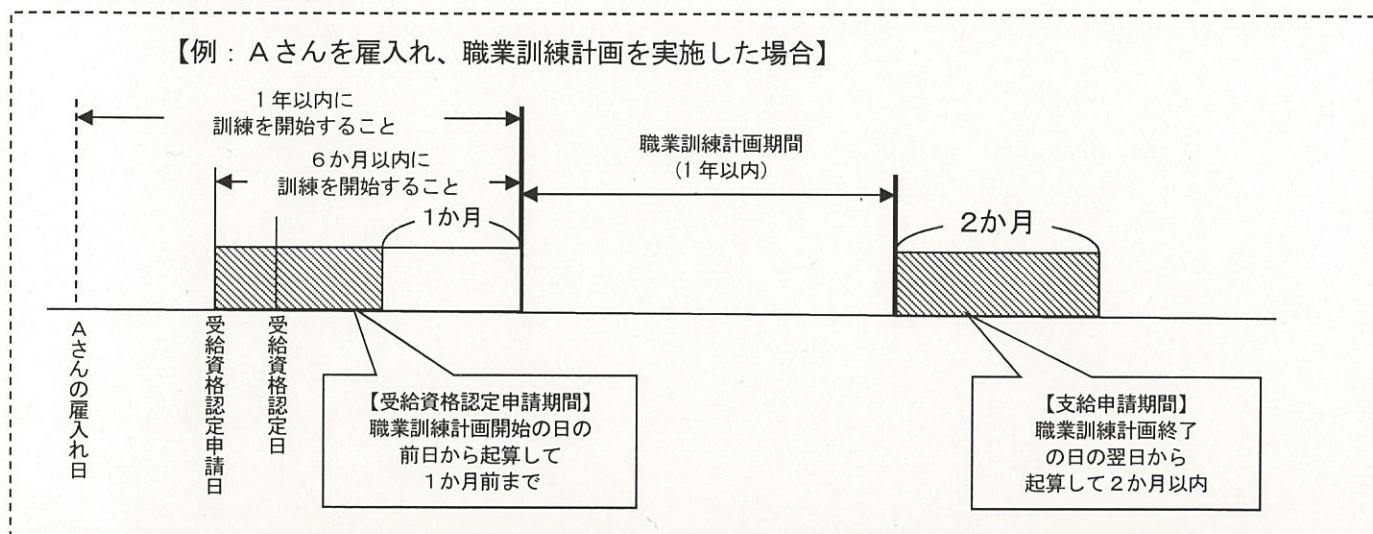 【例：Aさんを雇入れ、職業訓練計画を実施した場合】
1年以内に
訓練を開始すること
6か月以内に
訓練を開始すること
1か月
職業訓練計画期間
(1年以内)
2か月
Aさんの雇入れ日
受給資格認定申請日
受給資格認定日
【受給資格認定申請期間】
職業訓練計画開始の日の
前日から起算して
1か月前まで
【支給申請期間】
職業訓練計画終了
の日の翌日から
起算して2か月以内